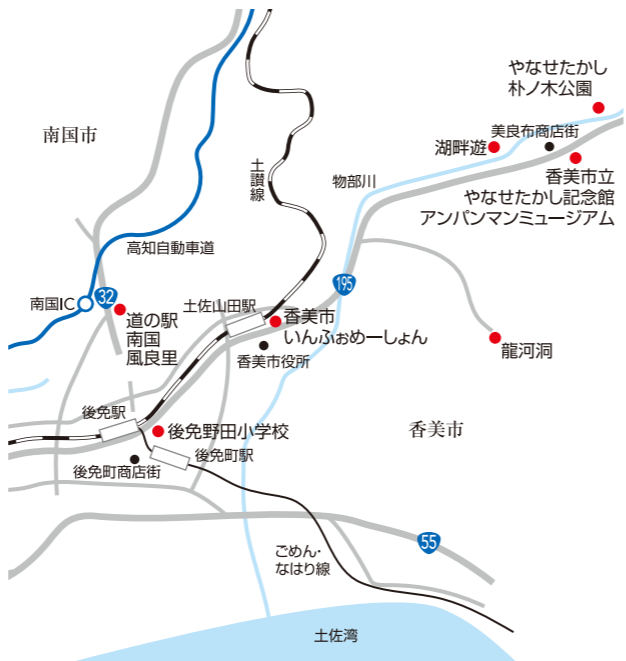 やなせたかし
朴ノ木公園
美良布商店街
湖畔遊
香美市立
やなせたかし記念館
アンパンマンミュージアム
南国市
土讃線
物部川
高知自動車道
195
南国IC
32
道の駅
南国
風良里
土佐山田駅
香美市
いんふぉめーしょん
香美市役所
龍河洞
後免駅
後免野田小学校
香美市
後免町駅
後免町商店街
55
ごめん・
なはり線
土佐湾